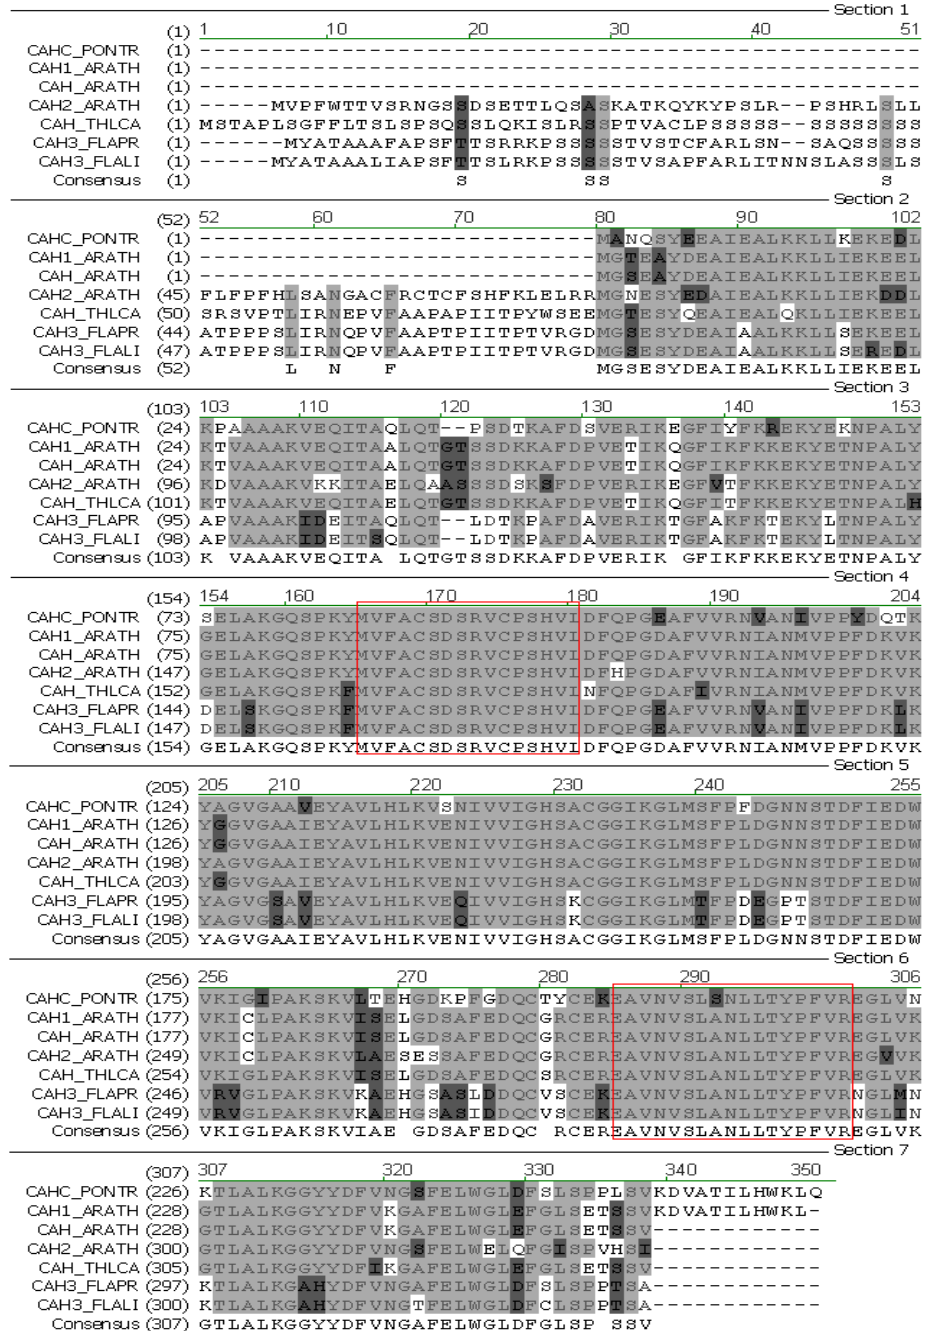 Section 1
(1) 1 10 20 30 40 51
CAHC_PONTR (1) ---------------------------------------------------
CAH1_ARATH (1) ---------------------------------------------------
CAH_ARATH (1) ---------------------------------------------------
CAH2_ARATH (1) -----MVPFWTTVSRNGSSDSETTLQSASKATKQYKYPSLR--PSHRLSLL
CAH_THLCA (1) MSTAPLSGFFLTSLSPSQSSLQKISLRSSPTVACLPSSSSS--SSSSSSSS
CAH3_FLAPR (1) ------MYATAAAFAPSFTTSRRKPSSSSSTVSTCFARLSN--SAQSSSSS
CAH3_FLALI (1) -----MYATAAALIAPSFTSLRRKPSSSSSTVSAPFARLITNNSLASSSLS
Consensus (1) S SS S
Section 2
(52) 52 60 70 80 90 102
CAHC_PONTR (1) ----------------------------MANQSYEEAIEALKKLLKEKEDL
CAH1_ARATH (1) ----------------------------MGTEAYDEAIEALKKLLIEKEEL
CAH_ARATH (1) ----------------------------MGSEAYDEAIEALKKLLIEKEEL
CAH2_ARATH (45) FLFPFHLSANGACFRCTCFSHFKLELRRMGNESYEDAIEALKKLLIEKDDL
CAH_THLCA (50) SRSVPTLIRNEPVFAAPAPIITPYWSEEMGTESYQEAIEALQKLLIEKEEL
CAH3_FLAPR (44) ATPPPSLIRNQPVFAAPTPIITPTVRGDMGSESYDEAIAALKKLLSEKEEL
CAH3_FLALI (47) ATPPPSLIRNQPVFAAPTPIITPTVRGDMGSESYDEAIAALKKLLSEREDL
Consensus (52) L N F MGSESYDEAIEALKKLLIEKEEL
Section 3
(103) 103 110 120 130 140 153
CAHC_PONTR (24) KPAAAAKVEQITAQLQT--PSDTKAFDSVERIKEGFIYFKREKYEKNPALY
CAH1_ARATH (24) KTVAAAKVEQITAALQTGTSSDKKAFDPVETIKQGFIKFKKEKYETNPALY
CAH_ARATH (24) KTVAAAKVEQITAALQTGTSSDKKAFDPVETIKQGFIKFKKEKYETNPALY
CAH2_ARATH (96) KDVAAAKVKKITAELQAASSSDSKSFDPVERIKEGFVTFKKEKYETNPALY
CAH_THLCA (101) KTVAAAKVEQITAELQTGTSSDKKAFDPVETIKQGFITFKKEKYETNPALH
CAH3_FLAPR (95) APVAAAKIDEITAQLQT--LDTKPAFDAVERIKTGFAKFKTEKYLTNPALY
CAH3_FLALI (98) APVAAAKIDEITSQLQT--LDTKPAFDAVERIKTGFAKFKTEKYLTNPALY
Consensus (103) K VAAAKVEQITA LQTGTSSDKKAFDPVERIK GFIKFKKEKYETNPALY
Section 4
(154) 154 160 170 180 190 204
CAHC_PONTR (73) SELAKGQSPKYMVFACSDSRVCPSHVLDFQPGEAFVVRNVANIVPPYDQTK
CAH1_ARATH (75) GELAKGQSPKYMVFACSDSRVCPSHVLDFQPGDAFVVRNIANMVPPFDKVK
CAH_ARATH (75) GELAKGQSPKYMVFACSDSRVCPSHVLDFQPGDAFVVRNIANMVPPFDKVK
CAH2_ARATH (147) GELAKGQSPKYMVFACSDSRVCPSHVLDFHPGDAFVVRNIANMVPPFDKVK
CAH_THLCA (152) GELAKGQSPKFMVFACSDSRVCPSHVLNFQPGDAFVIRNIANMVPPFDKVK
CAH3_FLAPR (144) DELSKGQSPKFMVFACSDSRVCPSHVLDFQPGEAFVVRNVANIVPPFDKLK
CAH3_FLALI (147) DELSKGQSPKFMVFACSDSRVCPSHVLDFQPGEAFVVRNVANIVPPFDKLK
Consensus (154) GELAKGQSPKYMVFACSDSRVCPSHVLDFQPGDAFVVRNIANMVPPFDKVK
Section 5
(205) 205 212 220 230 240 255
CAHC_PONTR (124) YAGVGAAVEYAVLHLKVSNIVVIGHSACGGIKGLMSFPFDGNNSTDFIEDW
CAH1_ARATH (126) YGGVGAAIEYAVLHLKVENIVVIGHSACGGIKGLMSFPLDGNNSTDFIEDW
CAH_ARATH (126) YGGVGAAIEYAVLHLKVENIVVIGHSACGGIKGLMSFPLDGNNSTDFIEDW
CAH2_ARATH (198) YAGVGAAIEYAVLHLKVENIVVIGHSACGGIKGLMSFPLDGNNSTDFIEDW
CAH_THLCA (203) YGGVGAAIEYAVLHLKVENIVVIGHSACGGIKGLMSFPLDGNNSTDFIEDW
CAH3_FLAPR (195) YAGVGSAVEYAVLHLKVEQIVVIGHSKCGGIKGLMTFPDEGPTSTDFIEDW
CAH3_FLALI (198) YAGVGSAVEYAVLHLKVEQIVVIGHSKCGGIKGLMTFPDEGPTSTDFIEDW
Consensus (205) YAGVGAAIEYAVLHLKVENIVVIGHSACGGIKGLMSFPLDGNNSTDFIEDW
Section 6
(256) 256 270 280 290 306
CAHC_PONTR (175) VKIGIPAKSKVLTEHGDKPFGDQCTYCEKEAVNVSLSNLLTYPFVREGLVN
CAH1_ARATH (177) VKICLPAKSKVISELGDSAFEDQCGRCEREAVNVSLANLLTYPFVREGLVK
CAH_ARATH (177) VKICLPAKSKVISELGDSAFEDQCGRCEREAVNVSLANLLTYPFVREGLVK
CAH2_ARATH (249) VKICLPAKSKVLAESESSAFEDQCGRCEREAVNVSLANLLTYPFVREGVVK
CAH_THLCA (254) VKIGLPAKSKVISELGDSAFEDQCSRCEREAVNVSLANLLTYPFVREGLVK
CAH3_FLAPR (246) VRVGLPAKSKVKAEHGSASLDDQCVSCEKEAVNVSLANLLTYPFVRNGLMN
CAH3_FLALI (249) VRVGLPAKSKVKAEHGSASLDDQCVSCEKEAVNVSLANLLTYPFVRNGLIN
Consensus (256) VKIGLPAKSKVIAE GDSAFEDQC RCEREAVNVSLANLLTYPFVREGLVK
Section 7
(307) 307 320 330 340 350
CAHC_PONTR (226) KTLALKGGYYDFVNGSFELWGLDFSLSPPLSVKDVATILHWKLQ
CAH1_ARATH (228) GTLALKGGYYDFVKGAFELWGLEFGLSETSSVKDVATILHWKL-
CAH_ARATH (228) GTLALKGGYYDFVKGAFELWGLEFGLSETSSV------------
CAH2_ARATH (300) GTLALKGGYYDFVNGSFELWELQFGISPVHSI------------
CAH_THLCA (305) GTLALKGGYYDFIKGAFELWGLEFGLSETSSV------------
CAH3_FLAPR (297) KTLALKGAHYDFVNGAFELWGLDFSLSPPTSA------------
CAH3_FLALI (300) KTLALKGAHYDFVNGTFELWGLDFCLSPPTSA------------
Consensus (307) GTLALKGGYYDFVNGAFELWGLDFGLSP SSV